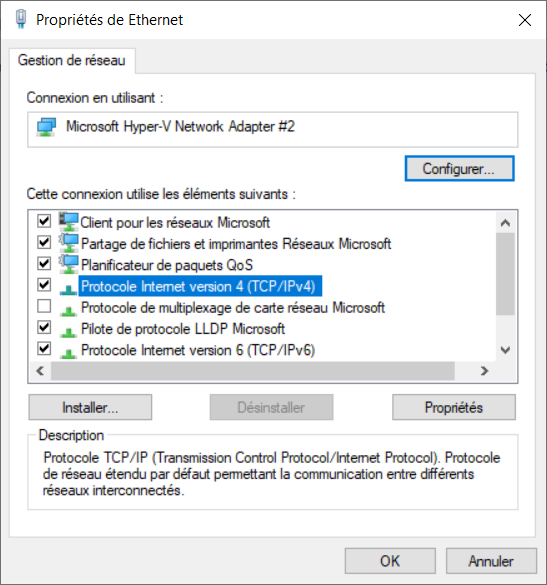 Propriétés de Ethernet
Gestion de réseau
Connexion en utilisant :
Microsoft Hyper-V Network Adapter #2
Configurer...
Cette connexion utilise les éléments suivants :
Client pour les réseaux Microsoft
Partage de fichiers et imprimantes Réseaux Microsoft
Planificateur de paquets QoS
Protocole Internet version 4 (TCP/IPv4)
Protocole de multiplexage de carte réseau Microsoft
Pilote de protocole LLDP Microsoft
Protocole Internet version 6 (TCP/IPv6)
Installer...
Désinstaller
Propriétés
Description
Protocole TCP/IP (Transmission Control Protocol/Internet Protocol). Protocole
de réseau étendu par défaut permettant la communication entre différents
réseaux interconnectés.
OK
Annuler